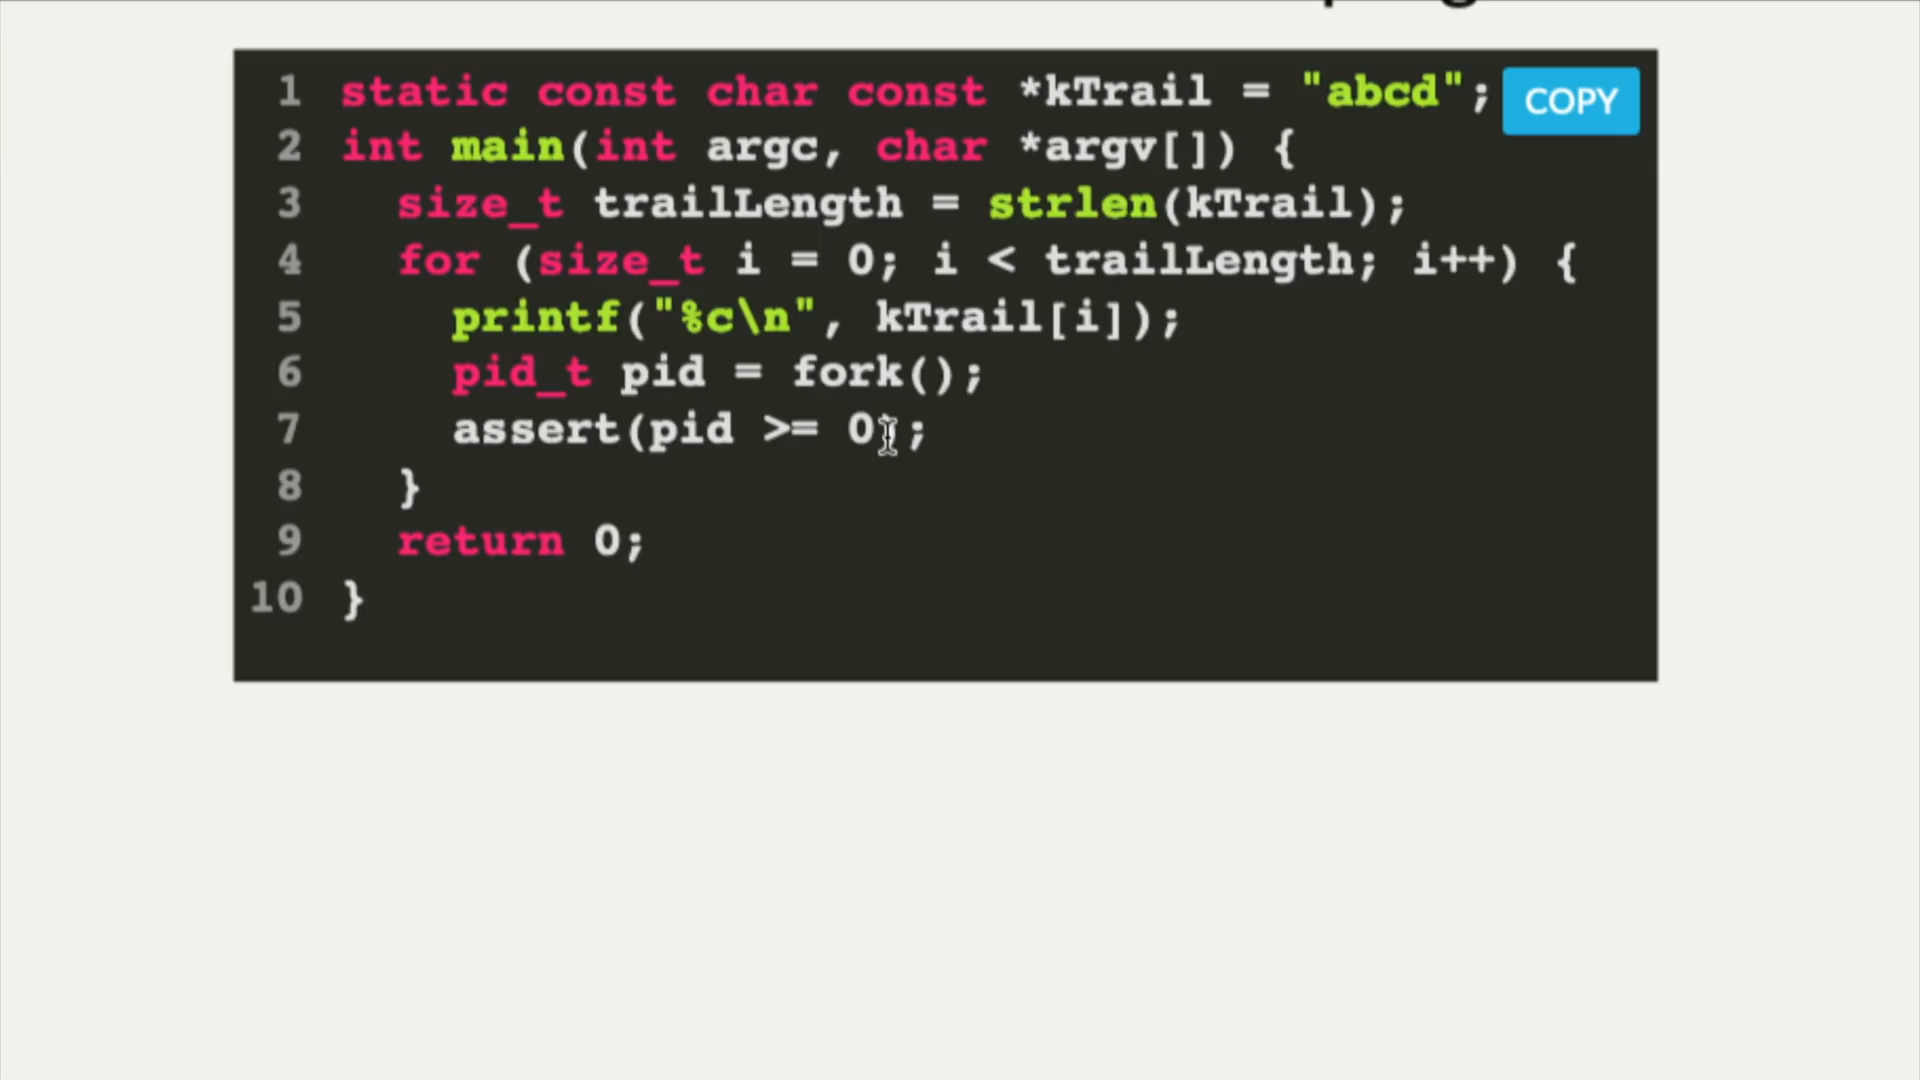 1 static const char const *kTrail = "abcd";
COPY
2 int main(int argc, char *argv[]) {
3 size_t trailLength = strlen(kTrail);
4 for (size_t i = 0; i < trailLength; i++) {
5 printf("%c\n", kTrail[i]);
6 pid_t pid = fork();
7 assert(pid >= 0);
8 }
9 return 0;
10 }